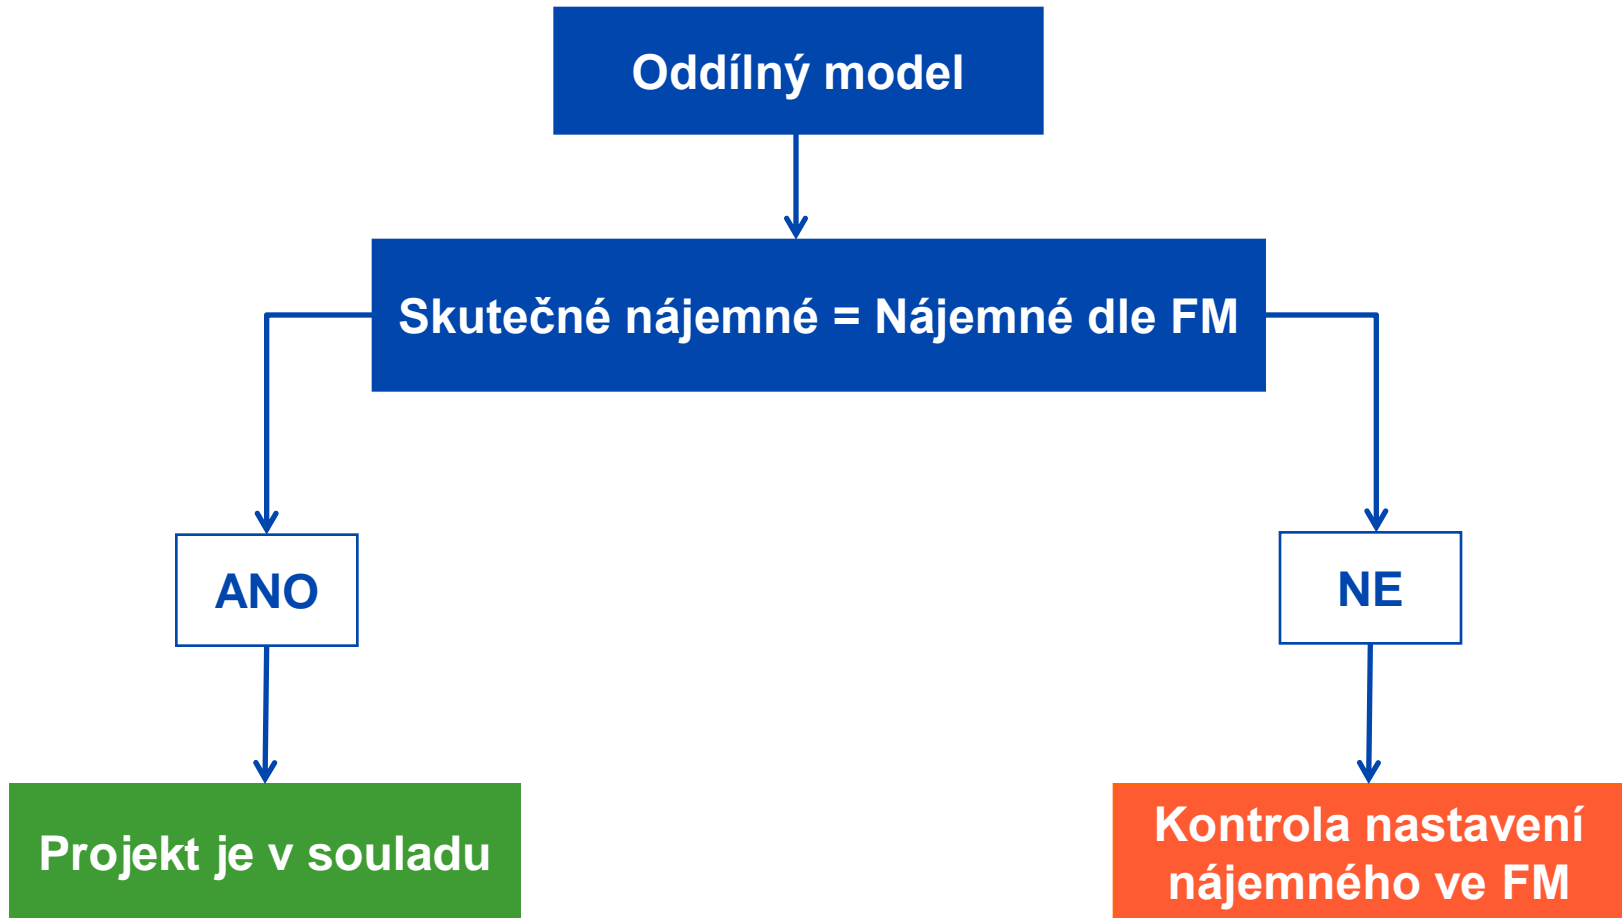 Oddílný model
Skutečné nájemné = Nájemné dle FM
ANO
NE
Projekt je v souladu
Kontrola nastavení
nájemného ve FM